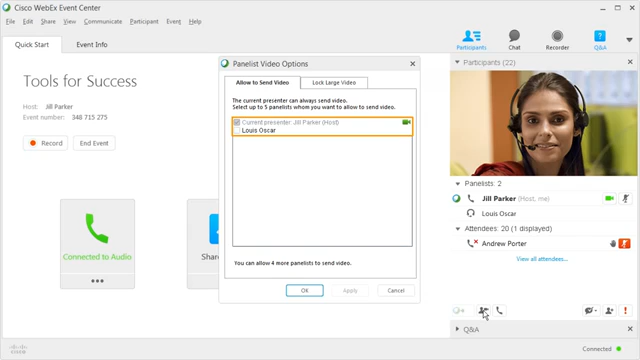 Cisco WebEx Event Center
File Edit Share View Communicate Participant Event Help
Quick Start
Event Info
Participants
Chat
Recorder
Q&A
Tools for Success
Host: Jill Parker
Event number: 348 715 275
Record
End Event
Connected to Audio
Shar
Panelist Video Options
Allow to Send Video
Lock Large Video
The current presenter can always send video.
Select up to 5 panelists whom you want to allow to send video.
Current presenter: Jill Parker (Host)
Louis Oscar
You can allow 4 more panelists to send video.
OK
Apply
Cancel
Participants (22)
Panelists: 2
Jill Parker (Host, me)
Louis Oscar
Attendees: 20 (1 displayed)
Andrew Porter
View all attendees...
Q&A
cisco
Connected